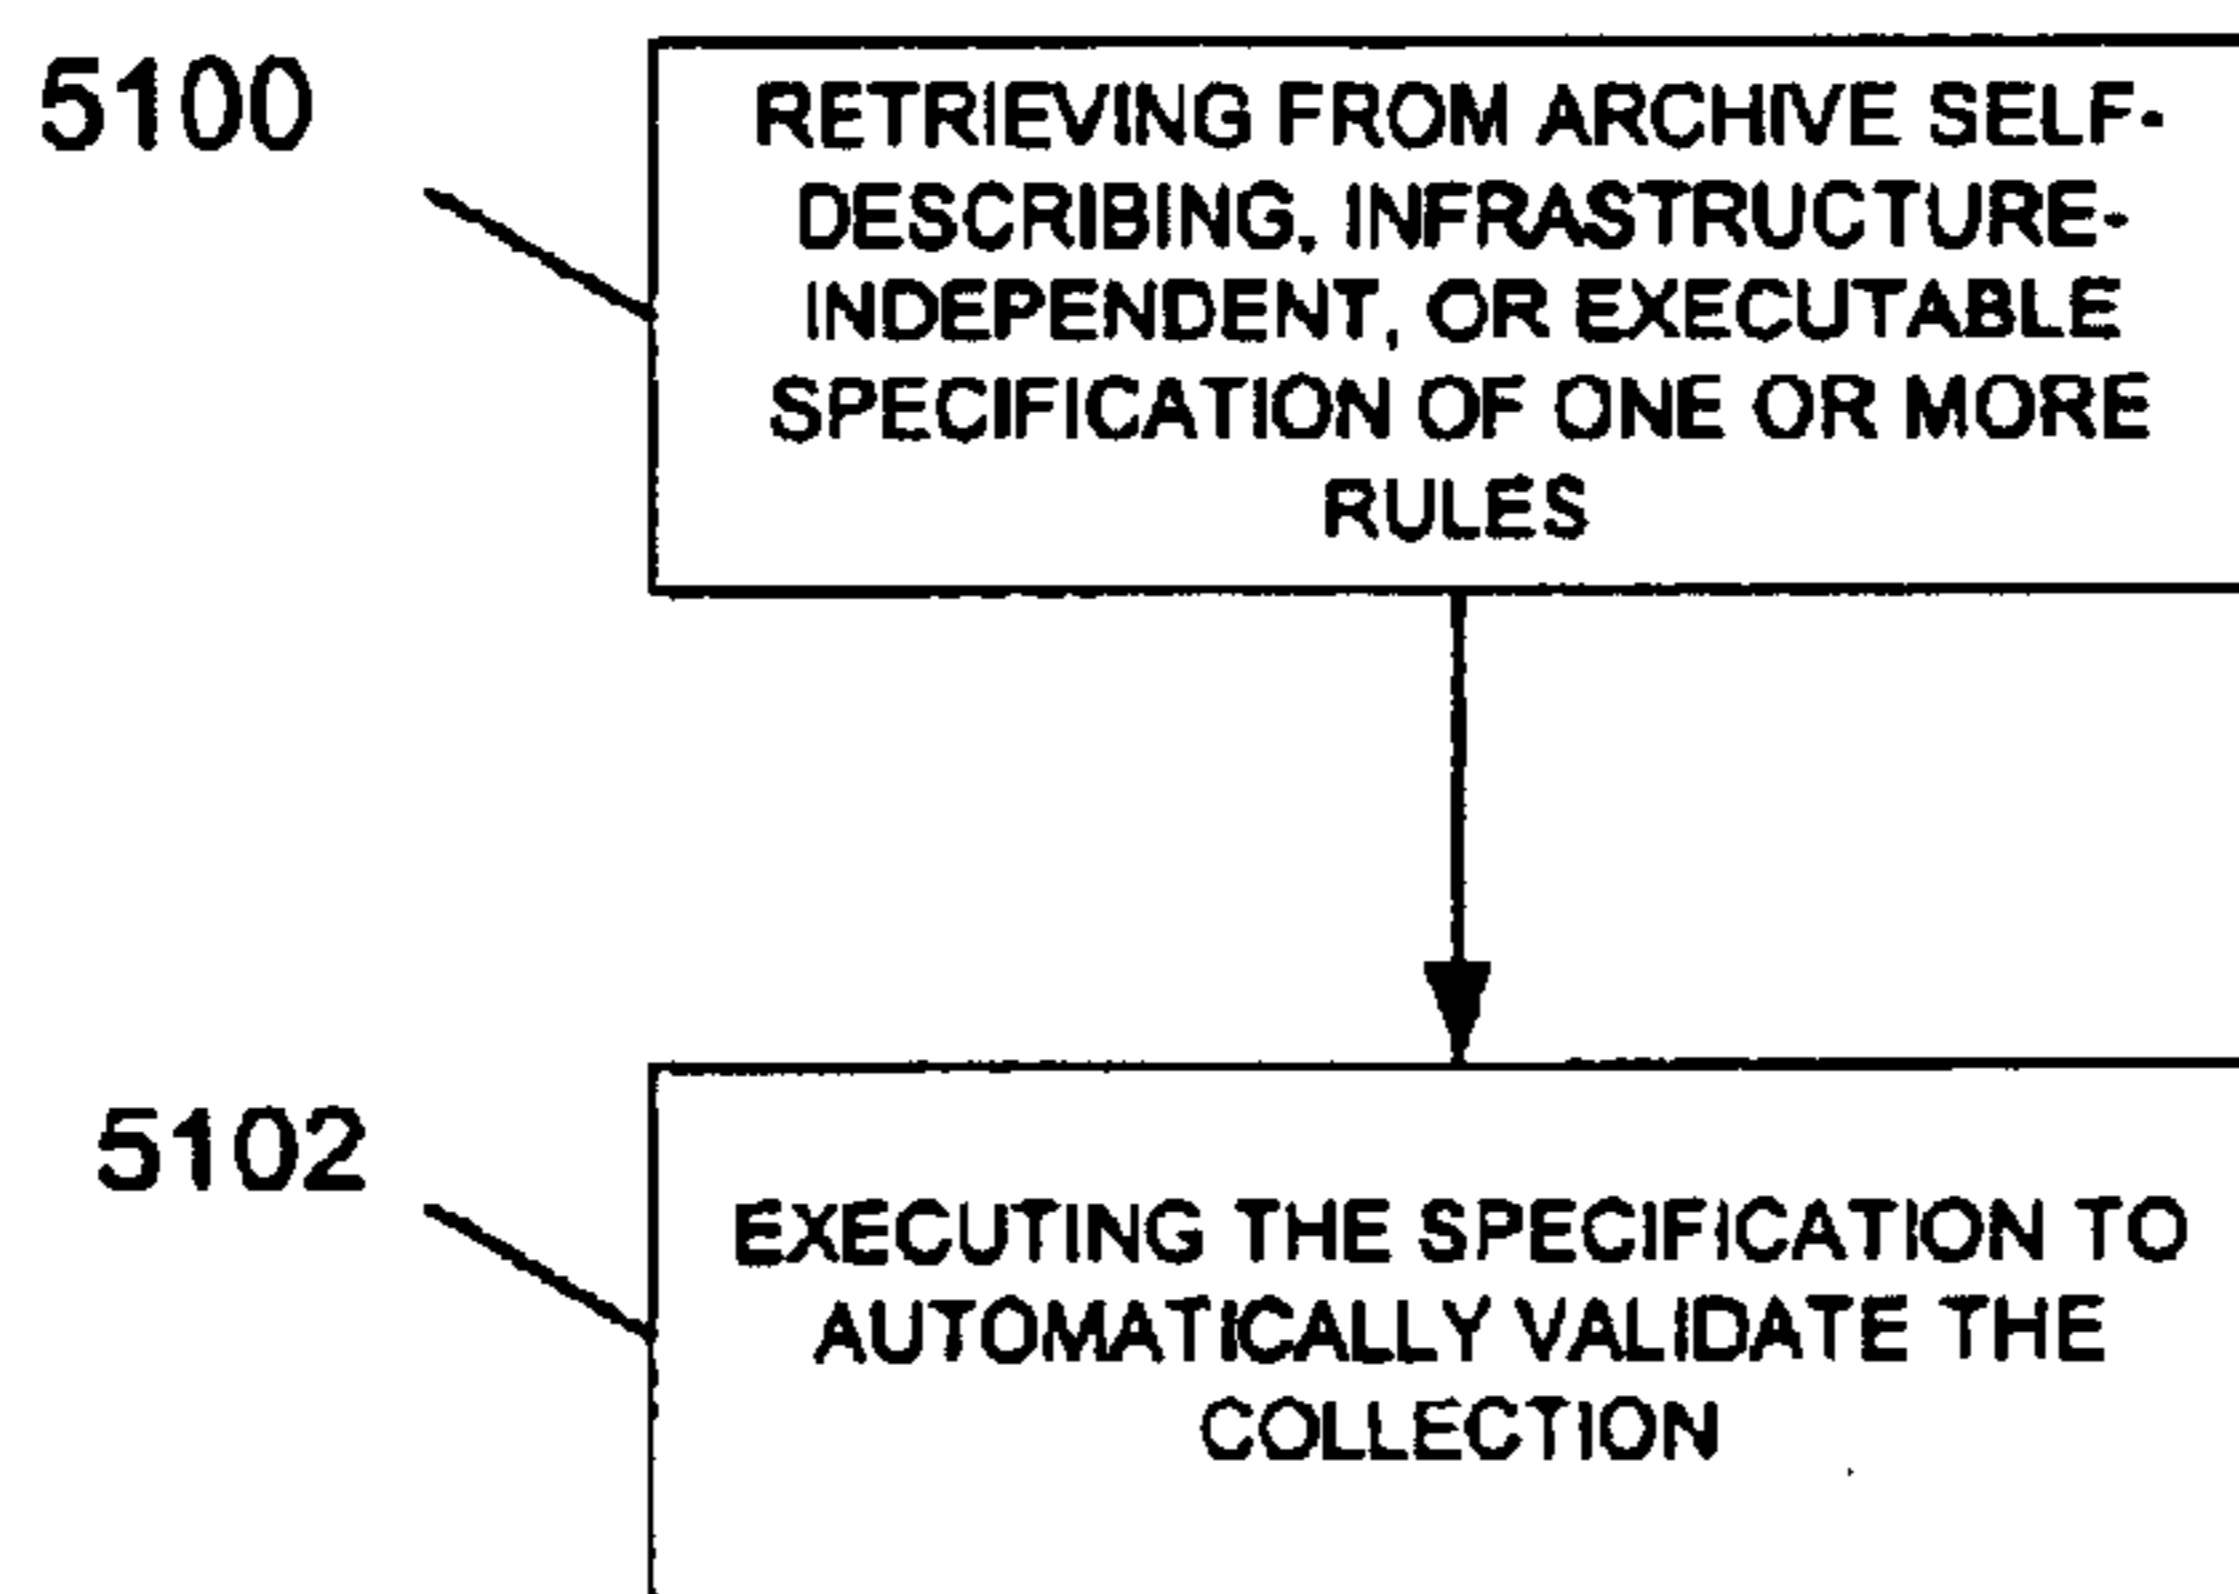 5100
RETRIEVING FROM ARCHIVE SELF-
DESCRIBING, INFRASTRUCTURE-
INDEPENDENT, OR EXECUTABLE
SPECIFICATION OF ONE OR MORE
RULES
5102
EXECUTING THE SPECIFICATION TO
AUTOMATICALLY VALIDATE THE
COLLECTION